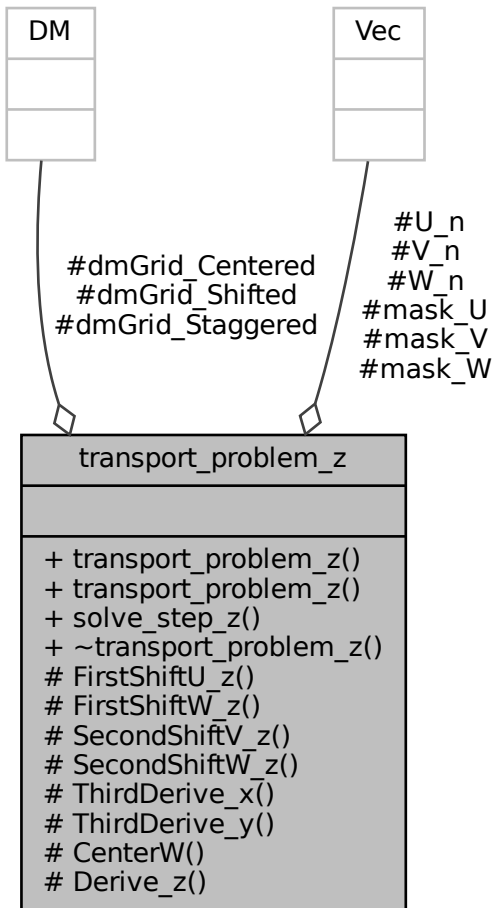 DM
Vec
#dmGrid_Centered
#dmGrid_Shifted
#dmGrid_Staggered
#U_n
#V_n
#W_n
#mask_U
#mask_V
#mask_W
transport_problem_z
+ transport_problem_z()
+ transport_problem_z()
+ solve_step_z()
+ ~transport_problem_z()
# FirstShiftU_z()
# FirstShiftW_z()
# SecondShiftV_z()
# SecondShiftW_z()
# ThirdDerive_x()
# ThirdDerive_y()
# CenterW()
# Derive_z()